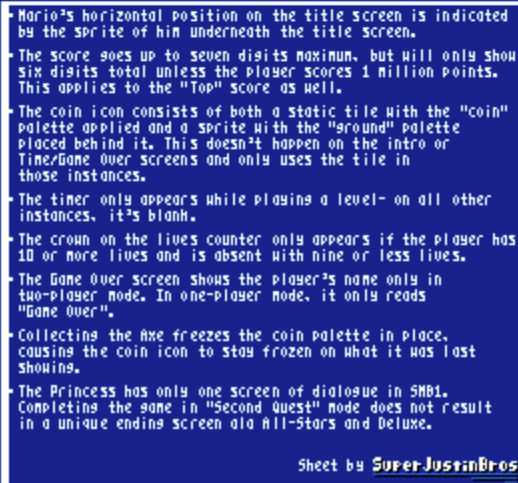 • Mario's horizontal position on the title screen is indicated
by the sprite of him underneath the title screen.
• The score goes up to seven digits maximum, but will only show
six digits total unless the player scores 1 million points.
This applies to the "Top" score as well.
• The coin icon consists of both a static tile with the "coin"
palette applied and a sprite with the "ground" palette
placed behind it. This doesn't happen on the intro or
Time/Game Over screens and only uses the tile in
those instances.
• The timer only appears while playing a level- on all other
instances, it's blank.
• The crown on the lives counter only appears if the player has
10 or more lives and is absent with nine or less lives.
• The Game Over screen shows the player's name only in
two-player mode. In one-player mode, it only reads
"Game Over".
• Collecting the Axe freezes the coin palette in place,
causing the coin icon to stay frozen on what it was last
showing.
• The Princess has only one screen of dialogue in SMB1.
Completing the game in "Second Quest" mode does not result
in a unique ending screen ala All-Stars and Deluxe.
Sheet by SuperJustinBros